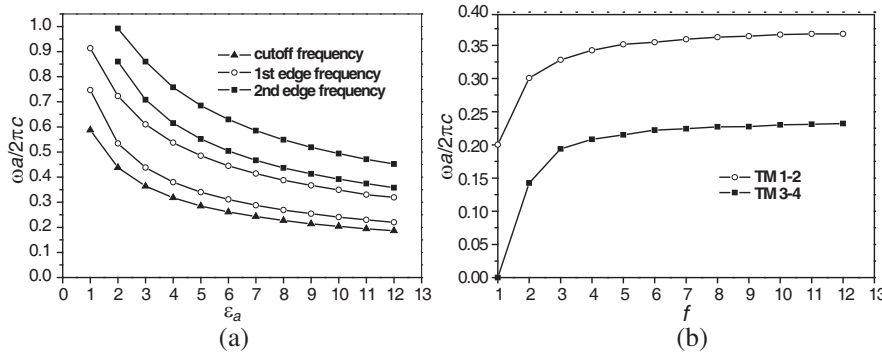 1.0
0.9
0.8
0.7
0.6
0.5
0.4
0.3
0.2
0.1
0.0
ωa/2πc
cutoff frequency
1st edge frequency
2nd edge frequency
0 1 2 3 4 5 6 7 8 9 10 11 12 13
εa
(a)
0.40
0.35
0.30
0.25
0.20
0.15
0.10
0.05
0.00
ωa/2πc
TM 1-2
TM 3-4
1 2 3 4 5 6 7 8 9 10 11 12 13
f
(b)